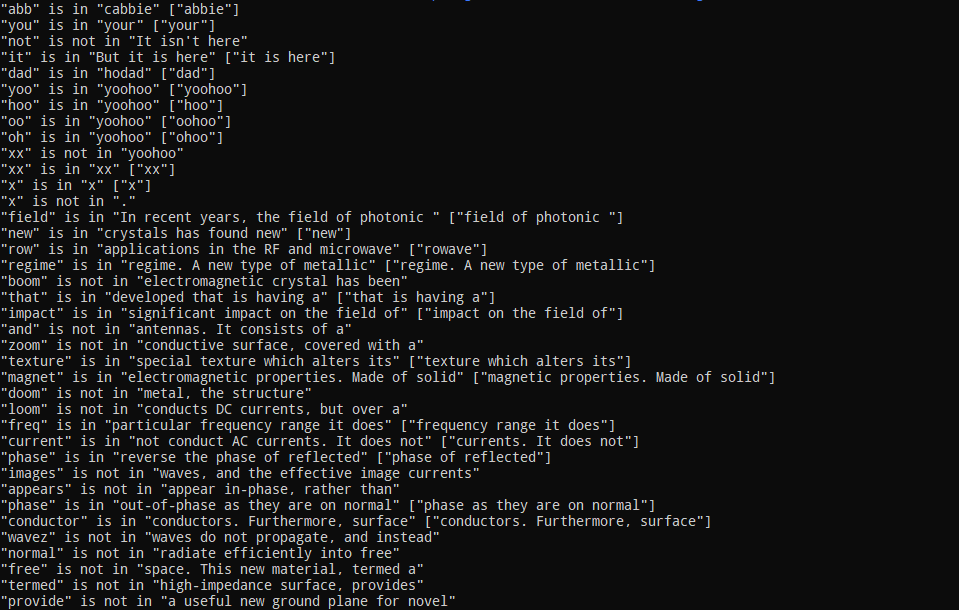 "abb" is in "cabbie" ["abbie"]
"you" is in "your" ["your"]
"not" is not in "It isn't here"
"it" is in "But it is here" ["it is here"]
"dad" is in "hodad" ["dad"]
"yoo" is in "yoohoo" ["yoohoo"]
"hoo" is in "yoohoo" ["hoo"]
"oo" is in "yoohoo" ["oohoo"]
"oh" is in "yoohoo" ["ohoo"]
"xx" is not in "yoohoo"
"xx" is in "xx" ["xx"]
"x" is in "x" ["x"]
"x" is not in "."
"field" is in "In recent years, the field of photonic " ["field of photonic "]
"new" is in "crystals has found new" ["new"]
"row" is in "applications in the RF and microwave" ["rowave"]
"regime" is in "regime. A new type of metallic" ["regime. A new type of metallic"]
"boom" is not in "electromagnetic crystal has been"
"that" is in "developed that is having a" ["that is having a"]
"impact" is in "significant impact on the field of" ["impact on the field of"]
"and" is not in "antennas. It consists of a"
"zoom" is not in "conductive surface, covered with a"
"texture" is in "special texture which alters its" ["texture which alters its"]
"magnet" is in "electromagnetic properties. Made of solid" ["magnetic properties. Made of solid"]
"doom" is not in "metal, the structure"
"loom" is not in "conducts DC currents, but over a"
"freq" is in "particular frequency range it does" ["frequency range it does"]
"current" is in "not conduct AC currents. It does not" ["currents. It does not"]
"phase" is in "reverse the phase of reflected" ["phase of reflected"]
"images" is not in "waves, and the effective image currents"
"appears" is not in "appear in-phase, rather than"
"phase" is in "out-of-phase as they are on normal" ["phase as they are on normal"]
"conductor" is in "conductors. Furthermore, surface" ["conductors. Furthermore, surface"]
"wavez" is not in "waves do not propagate, and instead"
"normal" is not in "radiate efficiently into free"
"free" is not in "space. This new material, termed a"
"termed" is not in "high-impedance surface, provides"
"provide" is not in "a useful new ground plane for novel"